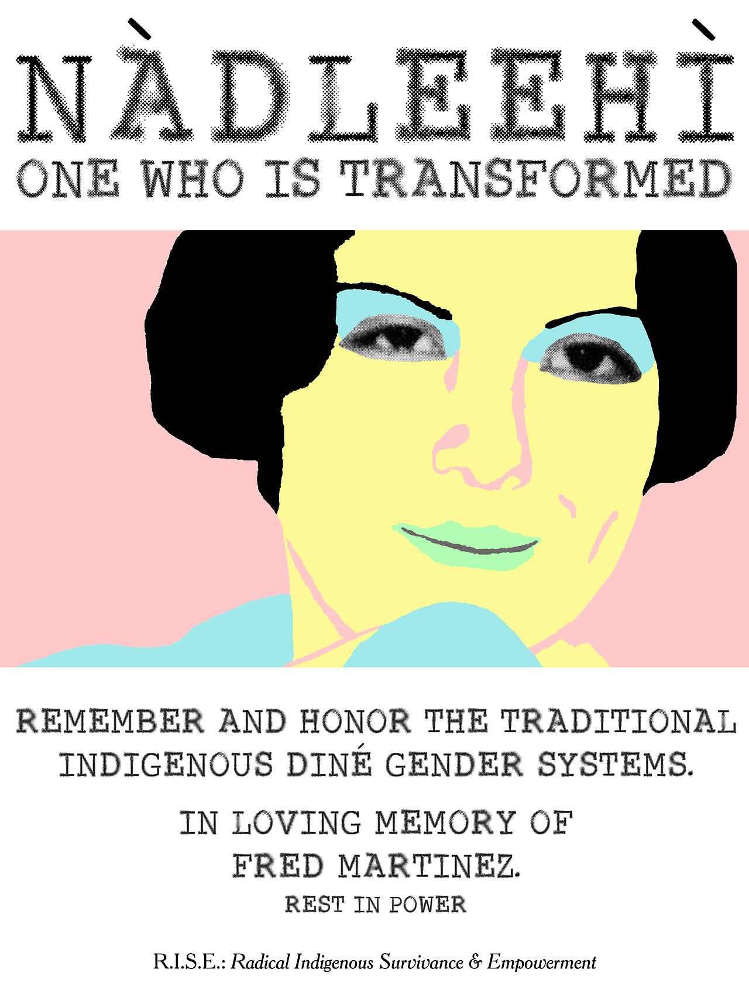 NÀDLEEHÌ
ONE WHO IS TRANSFORMED
REMEMBER AND HONOR THE TRADITIONAL
INDIGENOUS DINÉ GENDER SYSTEMS.
IN LOVING MEMORY OF
FRED MARTINEZ.
REST IN POWER
R.I.S.E.: Radical Indigenous Survivance & Empowerment